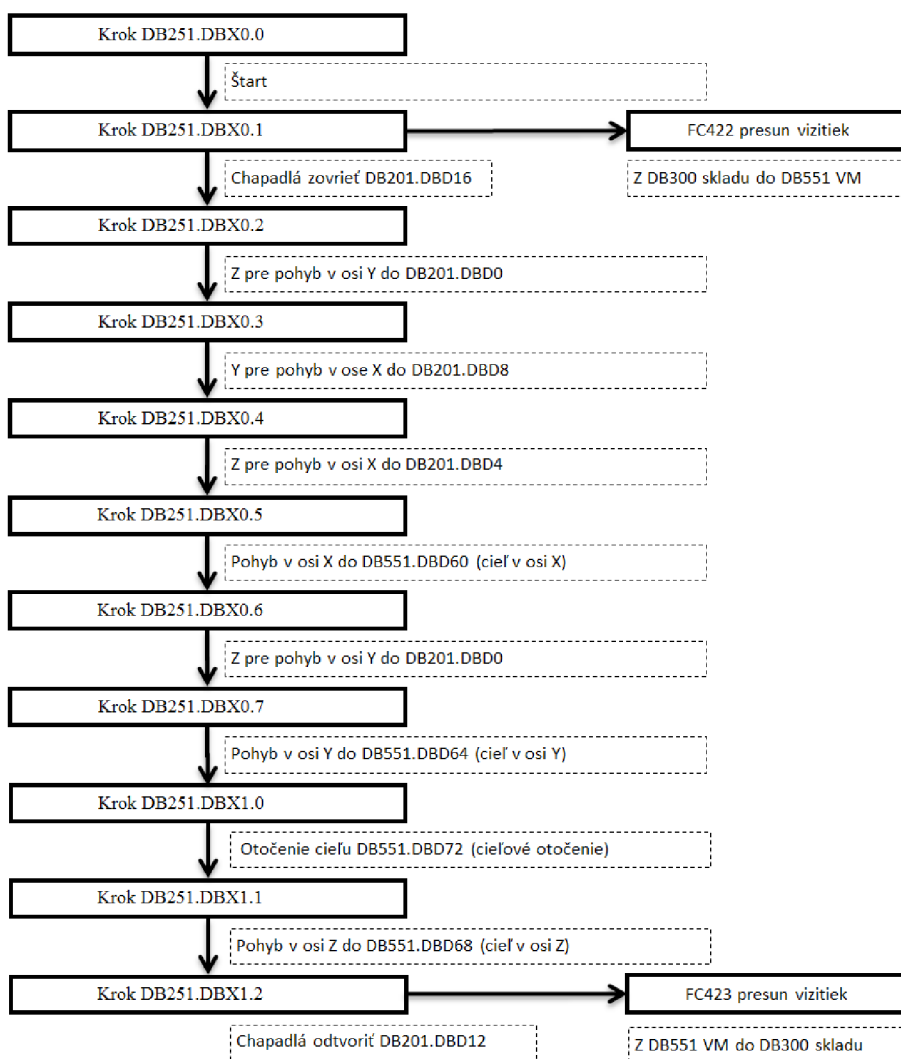 Krok DB251.DBX0.0
Štart
Krok DB251.DBX0.1
FC422 presun vizitiek
Chapadlá zovrieť DB201.DBD16
Z DB300 skladu do DB551 VM
Krok DB251.DBX0.2
Z pre pohyb v osi Y do DB201.DBD0
Krok DB251.DBX0.3
Y pre pohyb v ose X do DB201.DBD8
Krok DB251.DBX0.4
Z pre pohyb v osi X do DB201.DBD4
Krok DB251.DBX0.5
Pohyb v osi X do DB551.DBD60 (cieľ v osi X)
Krok DB251.DBX0.6
Z pre pohyb v osi Y do DB201.DBD0
Krok DB251.DBX0.7
Pohyb v osi Y do DB551.DBD64 (cieľ v osi Y)
Krok DB251.DBX1.0
Otočenie cieľu DB551.DBD72 (cieľové otočenie)
Krok DB251.DBX1.1
Pohyb v osi Z do DB551.DBD68 (cieľ v osi Z)
Krok DB251.DBX1.2
FC423 presun vizitiek
Chapadlá odtvoriť DB201.DBD12
Z DB551 VM do DB300 skladu